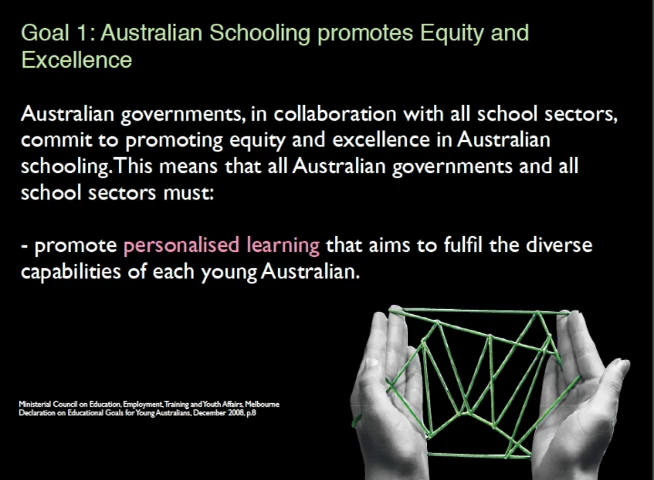 Goal 1: Australian Schooling promotes Equity and
Excellence
Australian governments, in collaboration with all school sectors,
commit to promoting equity and excellence in Australian
schooling.This means that all Australian governments and all
school sectors must:
- promote personalised learning that aims to fulfil the diverse
capabilities of each young Australian.
Ministerial Council on Education, Employment, Training and Youth Affairs, Melbourne
Declaration on Educational Goals for Young Australians, December 2008, p.8